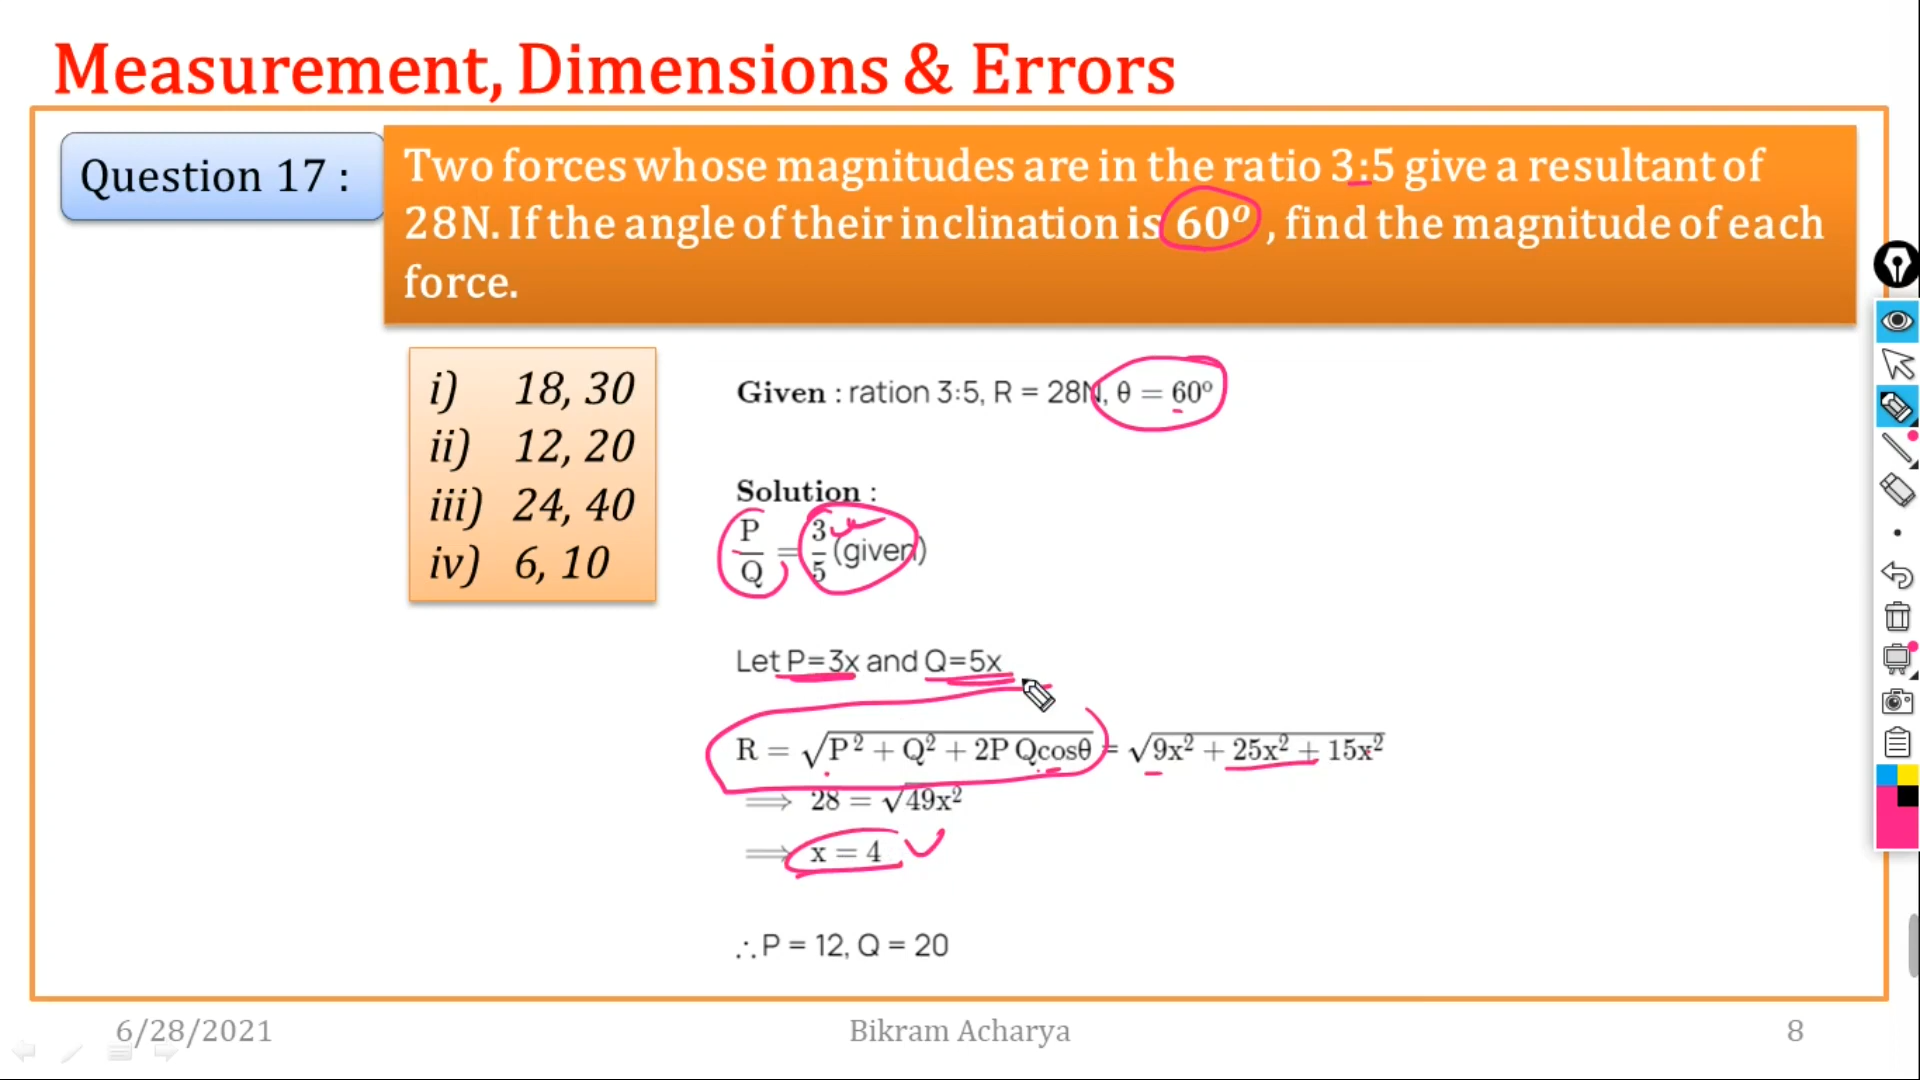 Measurement, Dimensions & Errors
Question 17 :
Two forces whose magnitudes are in the ratio 3:5 give a resultant of
28N. If the angle of their inclination is 60° , find the magnitude of each
force.
i) 18, 30
ii) 12, 20
iii) 24, 40
iv) 6, 10
Given : ration 3:5, R = 28N, θ = 60°
Solution :
P/Q = 3/5 (given)
Let P=3x and Q=5x
R = √(P² + Q² + 2P Qcosθ) = √(9x² + 25x² + 15x²)
⟹ 28 = √(49x²)
⟹ x = 4
∴ P = 12, Q = 20
6/28/2021
Bikram Acharya
8